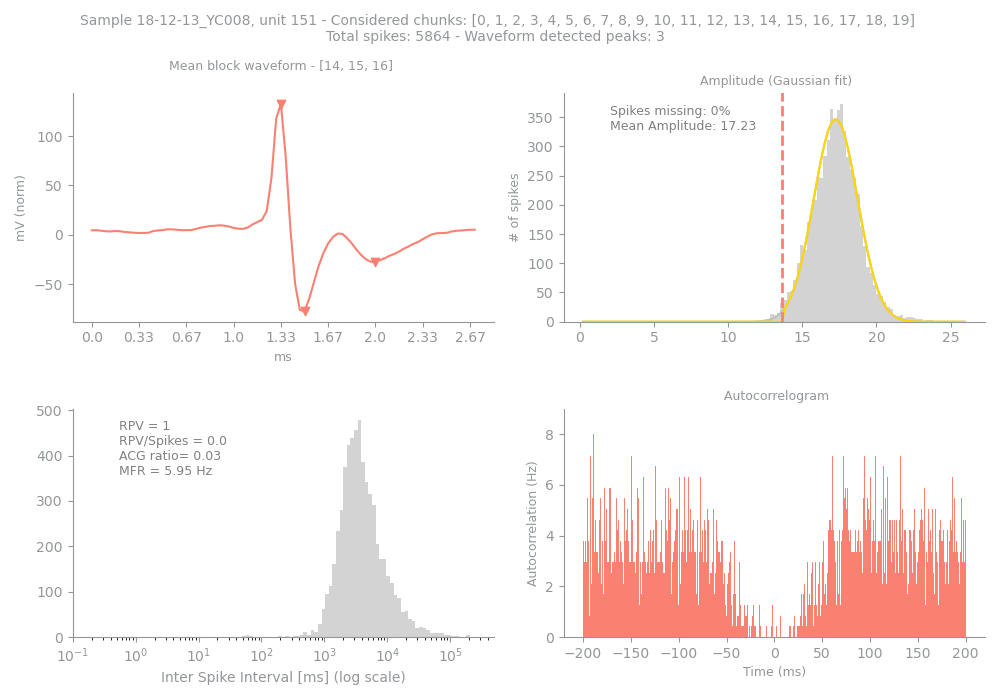 Sample 18-12-13_YC008, unit 151 - Considered chunks: [0, 1, 2, 3, 4, 5, 6, 7, 8, 9, 10, 11, 12, 13, 14, 15, 16, 17, 18, 19]
Total spikes: 5864 - Waveform detected peaks: 3
Mean block waveform - [14, 15, 16]
mV (norm)
100
50
0
−50
0.0 0.33 0.67 1.0 1.33 1.67 2.0 2.33 2.67
ms
Amplitude (Gaussian fit)
Spikes missing: 0%
Mean Amplitude: 17.23
# of spikes
350
300
250
200
150
100
50
0
0 5 10 15 20 25
500
400
300
200
100
0
RPV = 1
RPV/Spikes = 0.0
ACG ratio= 0.03
MFR = 5.95 Hz
10⁻¹ 10⁰ 10¹ 10² 10³ 10⁴ 10⁵
Inter Spike Interval [ms] (log scale)
Autocorrelogram
Autocorrelation (Hz)
8
6
4
2
0
−200 −150 −100 −50 0 50 100 150 200
Time (ms)